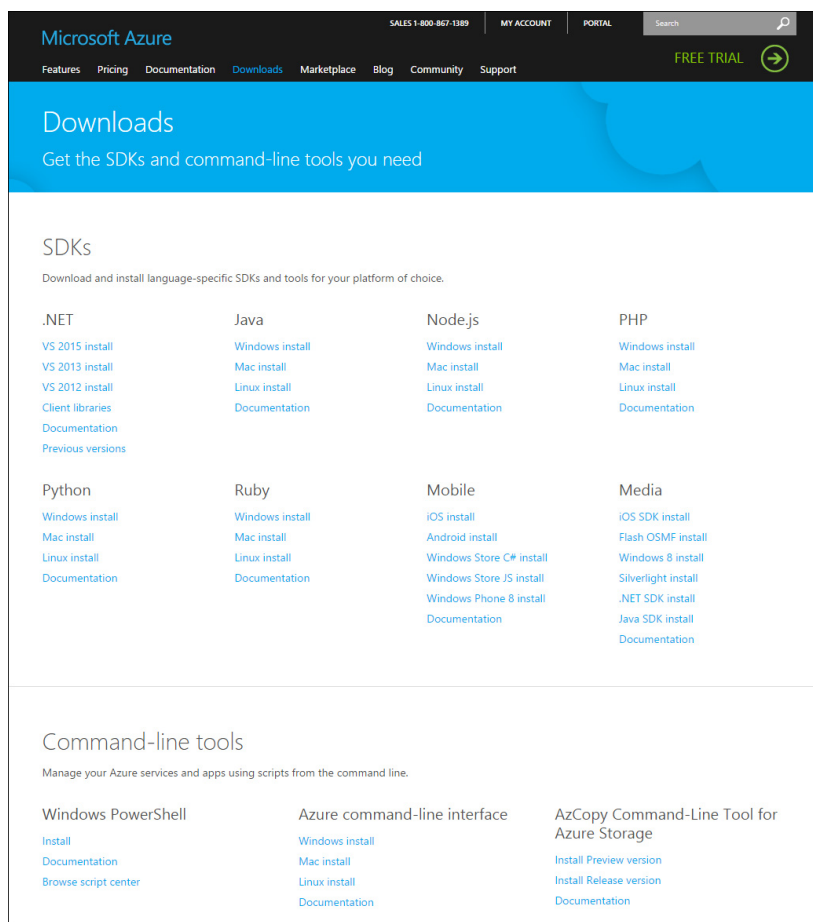 SALES 1-800-867-1389 MY ACCOUNT PORTAL Search
Microsoft Azure
FREE TRIAL
Features Pricing Documentation Downloads Marketplace Blog Community Support
Downloads
Get the SDKs and command-line tools you need
SDKs
Download and install language-specific SDKs and tools for your platform of choice.
.NET
VS 2015 install
VS 2013 install
VS 2012 install
Client libraries
Documentation
Previous versions
Java
Windows install
Mac install
Linux install
Documentation
Node.js
Windows install
Mac install
Linux install
Documentation
PHP
Windows install
Mac install
Linux install
Documentation
Python
Windows install
Mac install
Linux install
Documentation
Ruby
Windows install
Mac install
Linux install
Documentation
Mobile
iOS install
Android install
Windows Store C# install
Windows Store JS install
Windows Phone 8 install
Documentation
Media
iOS SDK install
Flash OSMF install
Windows 8 install
Silverlight install
.NET SDK install
Java SDK install
Documentation
Command-line tools
Manage your Azure services and apps using scripts from the command line.
Windows PowerShell
Install
Documentation
Browse script center
Azure command-line interface
Windows install
Mac install
Linux install
Documentation
AzCopy Command-Line Tool for
Azure Storage
Install Preview version
Install Release version
Documentation